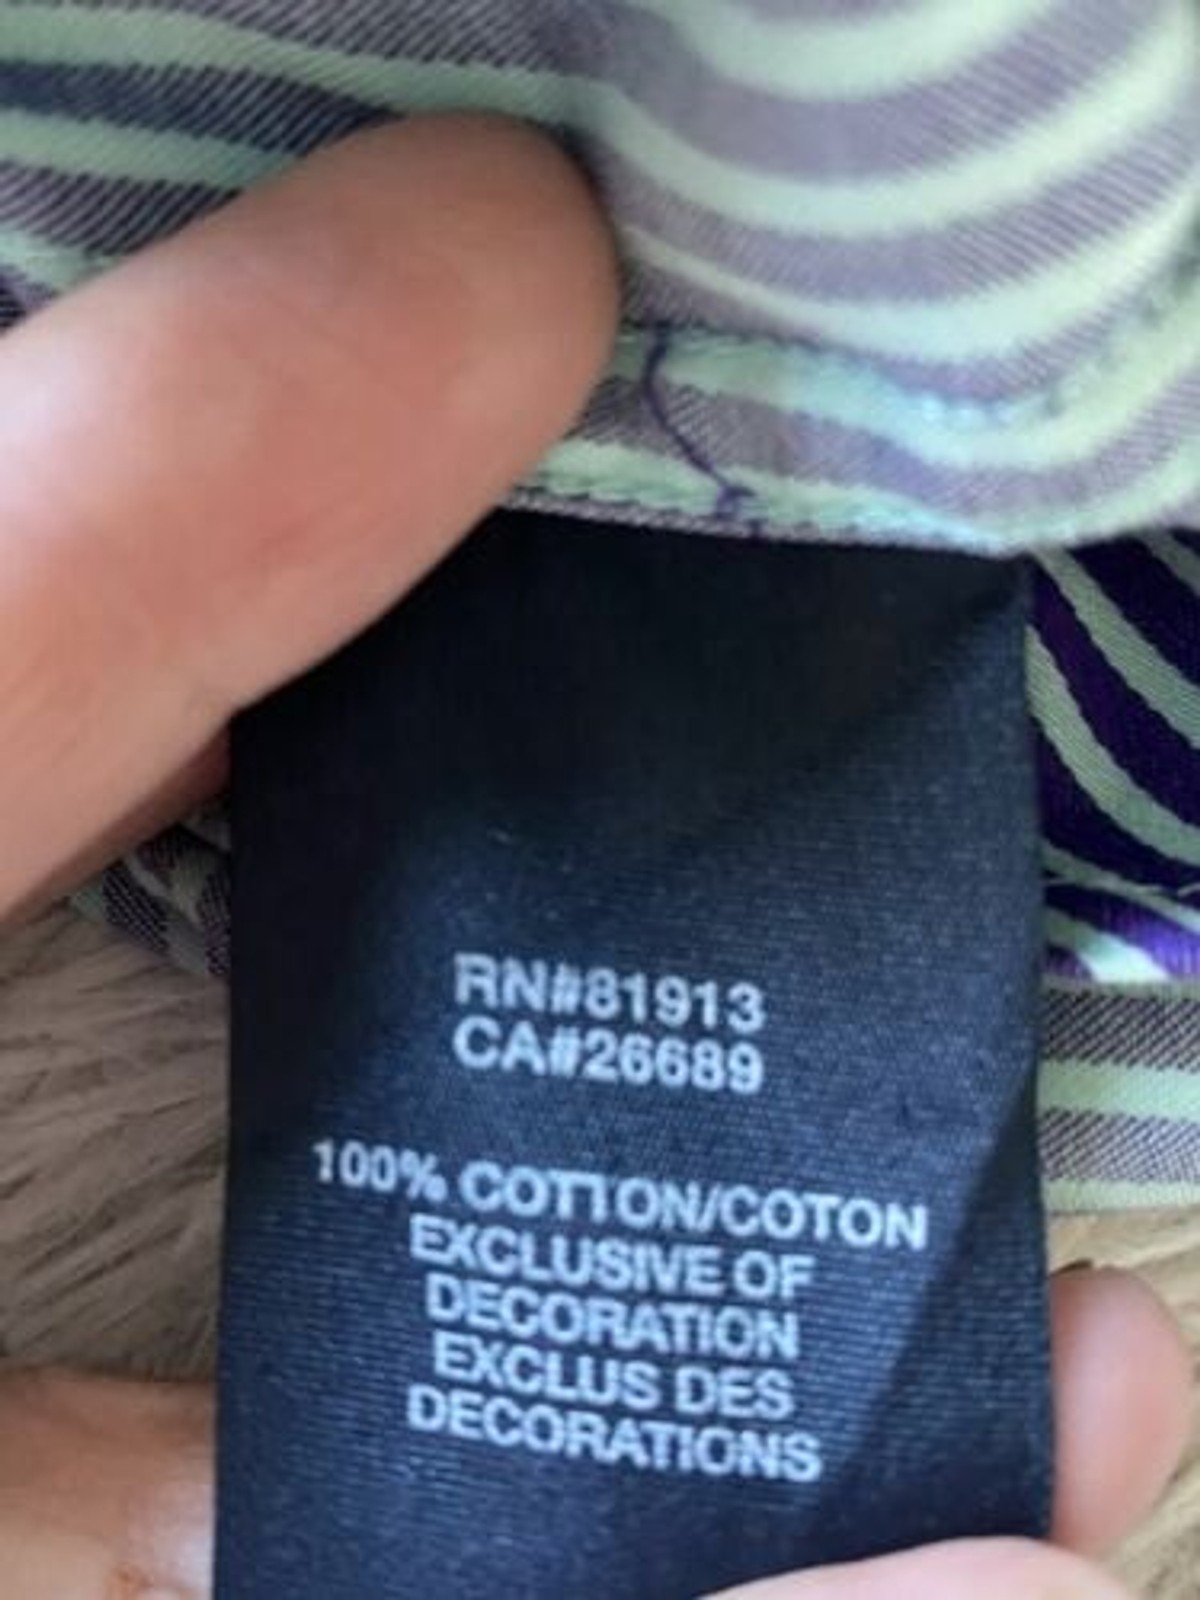 RN#81913
CA#26689
100% COTTON/COTON
EXCLUSIVE OF
DECORATION
EXCLUS DES
DECORATIONS